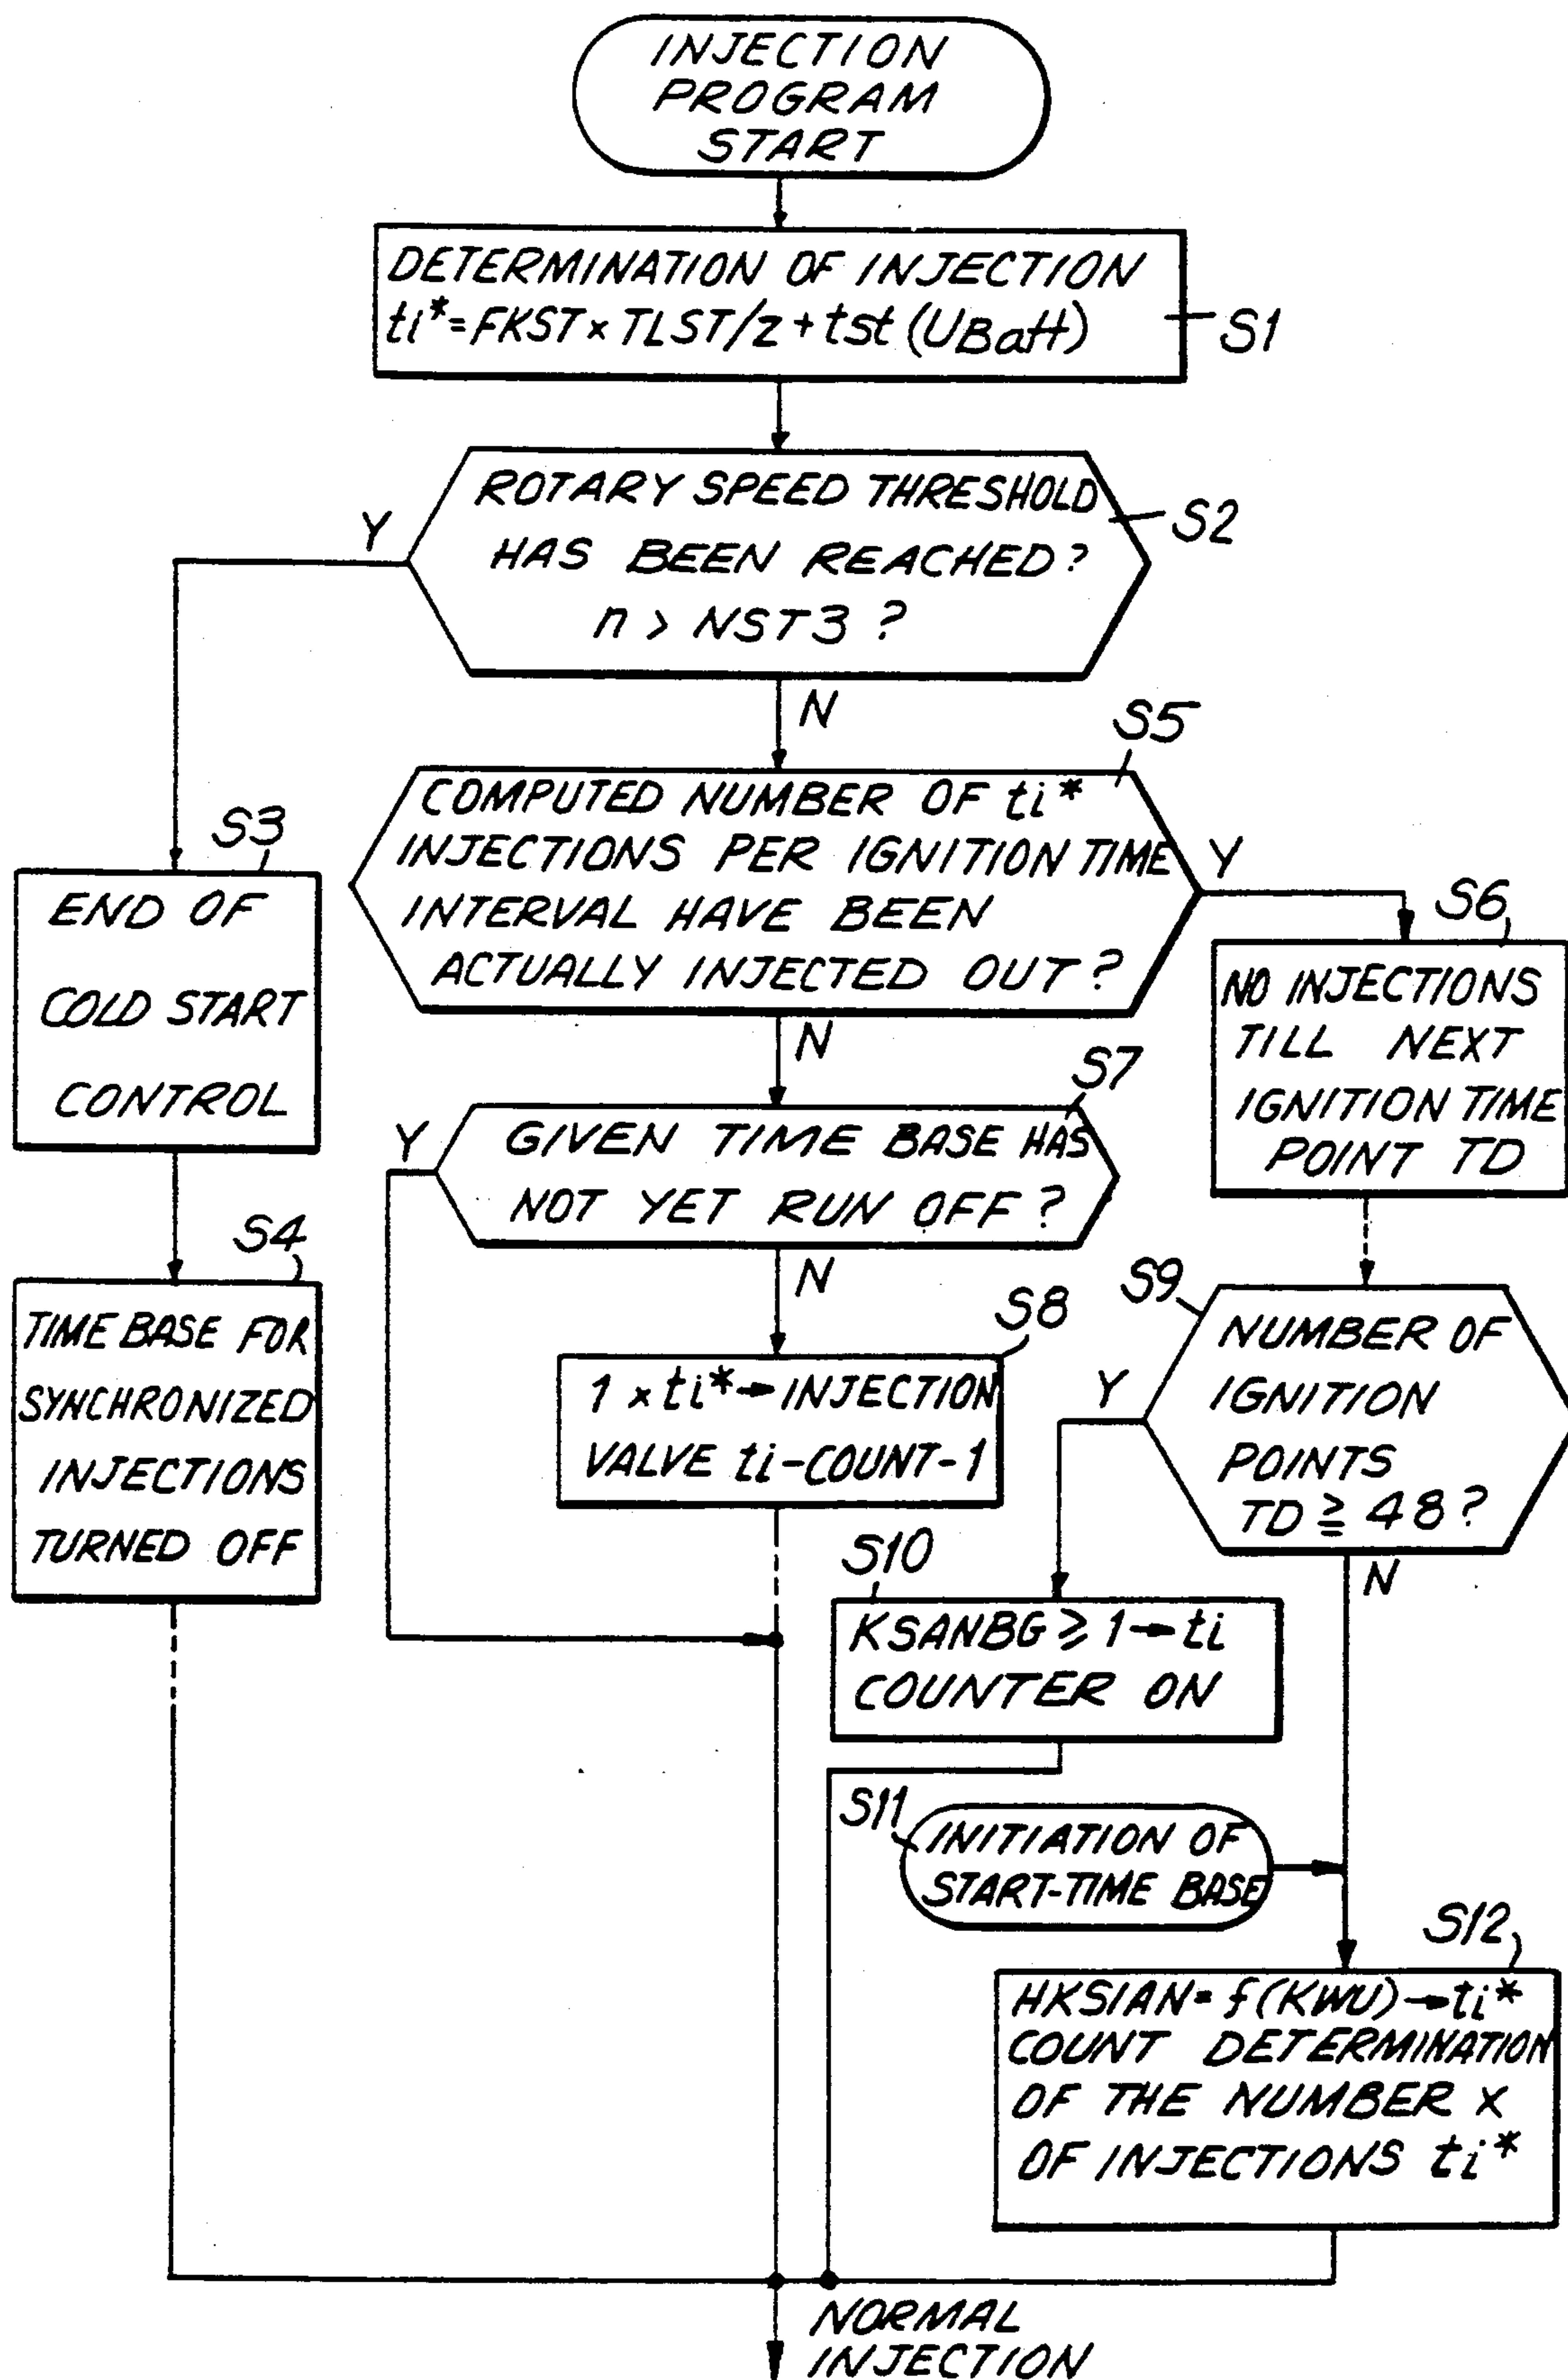 INJECTION
PROGRAM
START
DETERMINATION OF INJECTION
ti* = FKST × TLST/z + tst (UBatt)
S1
ROTARY SPEED THRESHOLD
HAS BEEN REACHED?
n > NST3 ?
S2
Y
N
S5
COMPUTED NUMBER OF ti*
INJECTIONS PER IGNITION TIME
INTERVAL HAVE BEEN
ACTUALLY INJECTED OUT?
Y
N
S3
END OF
COLD START
CONTROL
S6
NO INJECTIONS
TILL NEXT
IGNITION TIME
POINT TD
S7
GIVEN TIME BASE HAS
NOT YET RUN OFF?
Y
N
S4
TIME BASE FOR
SYNCHRONIZED
INJECTIONS
TURNED OFF
S8
1 × ti* → INJECTION
VALVE ti-COUNT-1
S9
NUMBER OF
IGNITION
POINTS
TD ≧ 48?
Y
N
S10
KSANBG ⩾ 1 → ti
COUNTER ON
S11
INITIATION OF
START-TIME BASE
S12
HKSIAN = f(KWU) → ti*
COUNT DETERMINATION
OF THE NUMBER X
OF INJECTIONS ti*
NORMAL
INJECTION